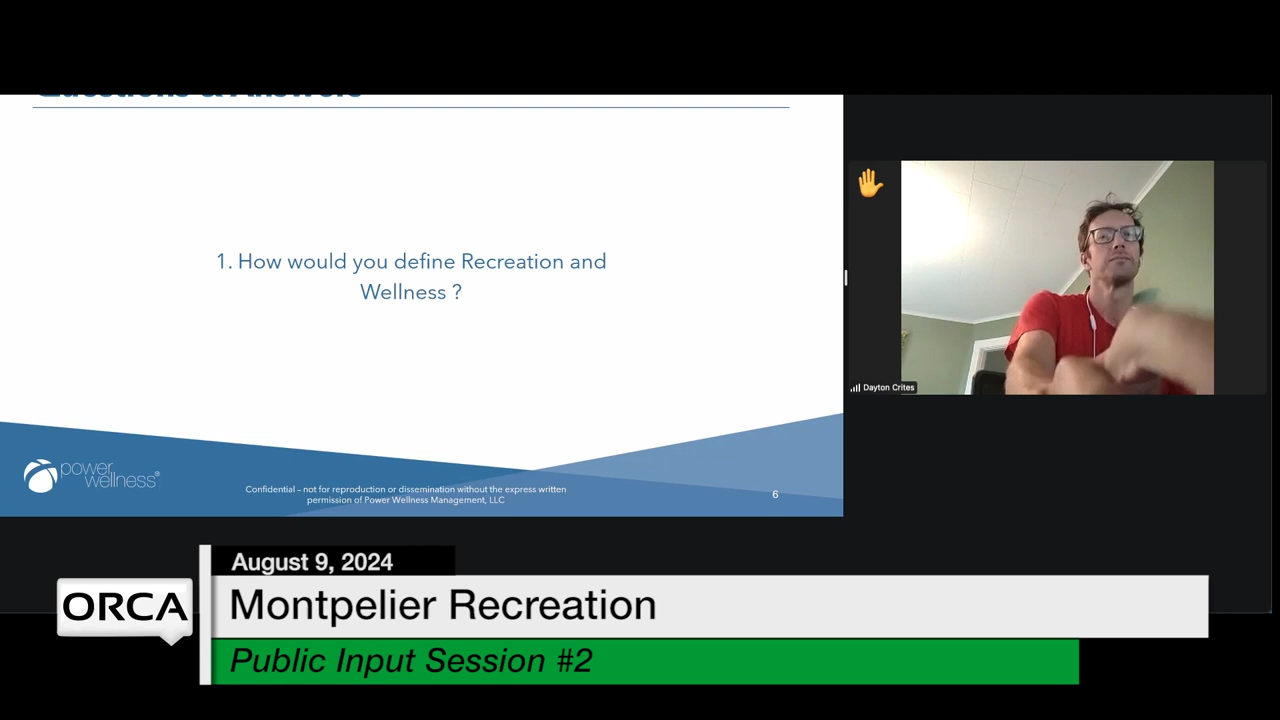 Questions & Answers
1. How would you define Recreation and
Wellness ?
power
wellness®
Confidential – not for reproduction or dissemination without the express written
permission of Power Wellness Management, LLC
6
Dayton Crites
August 9, 2024
ORCA
Montpelier Recreation
Public Input Session #2